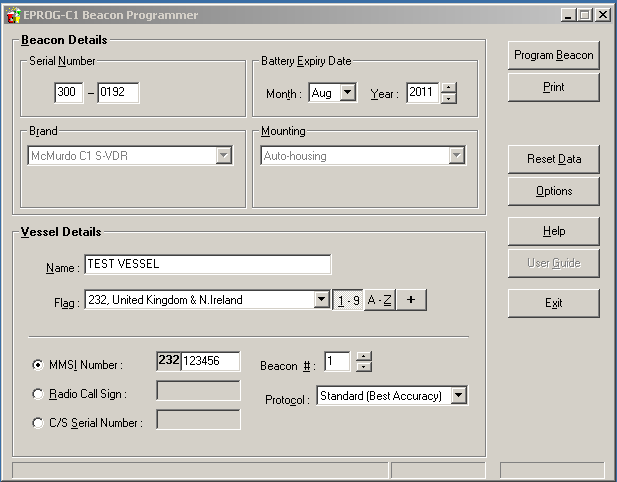 EPROG-C1 Beacon Programmer
Beacon Details
Serial Number
300 – 0192
Battery Expiry Date
Month : Aug Year : 2011
Brand
McMurdo C1 S-VDR
Mounting
Auto-housing
Vessel Details
Name : TEST VESSEL
Flag : 232, United Kingdom & N.Ireland 1 - 9 A - Z +
MMSI Number : 232 123456 Beacon # : 1
Radio Call Sign : Protocol : Standard (Best Accuracy)
C/S Serial Number :
Program Beacon
Print
Reset Data
Options
Help
User Guide
Exit